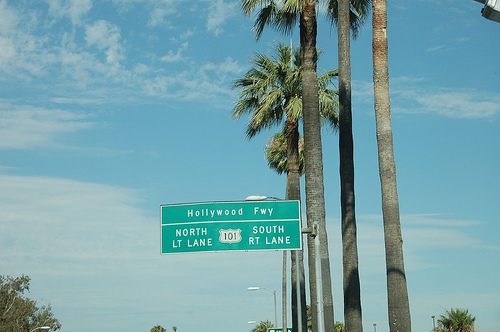 Hollywood Fwy
NORTH 101 SOUTH
LT LANE RT LANE